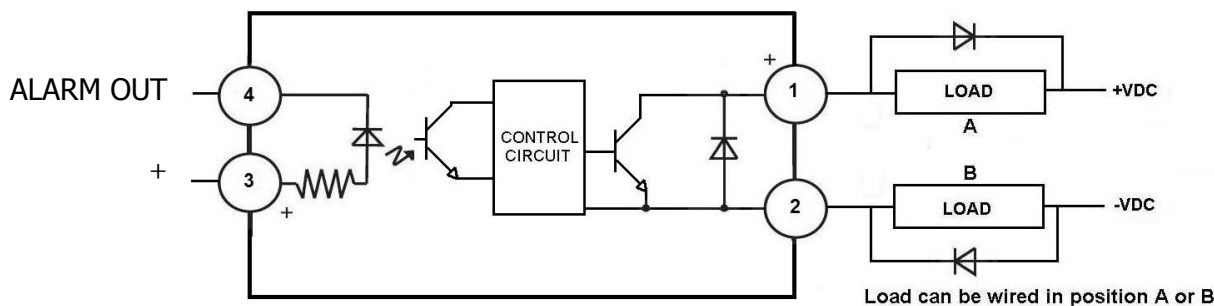 ALARM OUT
4
+
3
+
CONTROL
CIRCUIT
+
1
2
LOAD
A
+VDC
B
LOAD
-VDC
Load can be wired in position A or B